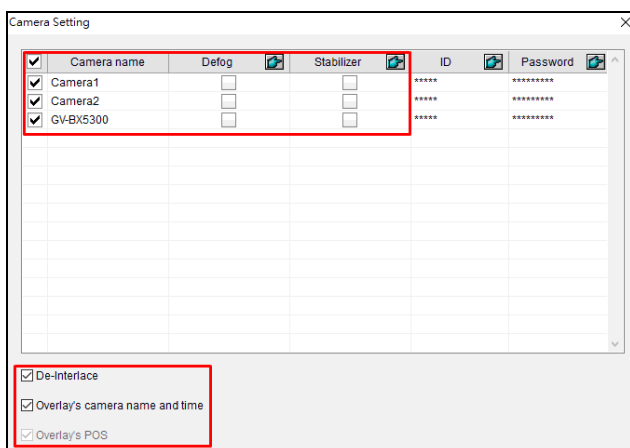 Camera Setting
Camera name Defog Stabilizer ID Password
Camera1 ***** *********
Camera2 ***** *********
GV-BX5300 ***** *********
De-Interlace
Overlay's camera name and time
Overlay's POS